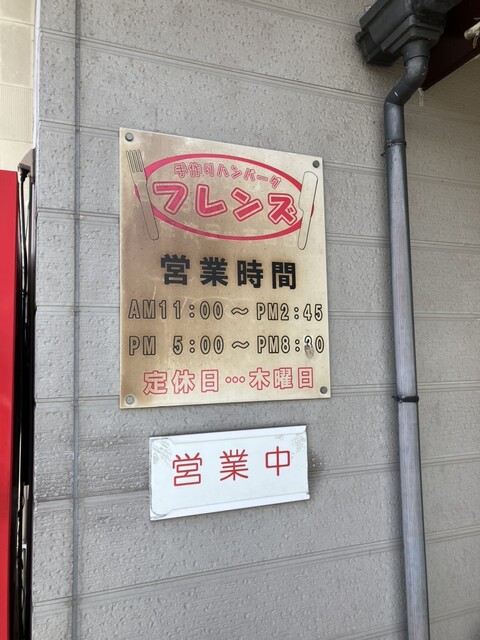 手作りハンバーグ
フレンズ
営業時間
AM11:00～PM2:45
PM 5:00～PM8:30
定休日…木曜日
営業中